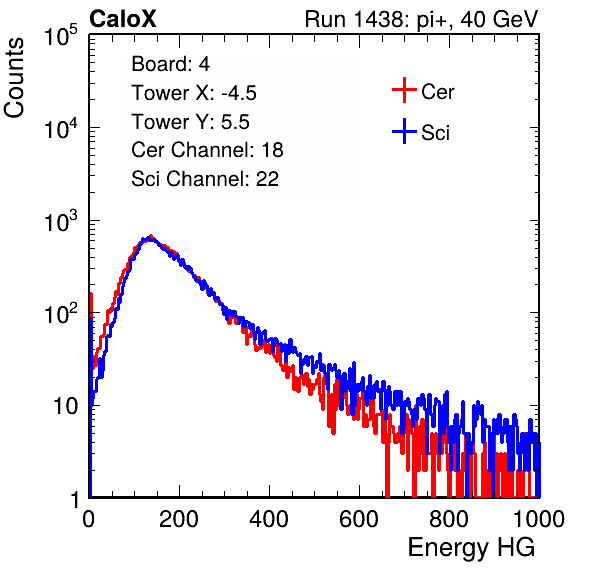 CaloX Run 1438: pi+, 40 GeV
Counts
10^5
10^4
10^3
10^2
10
1
Board: 4
Tower X: -4.5
Tower Y: 5.5
Cer Channel: 18
Sci Channel: 22
Cer
Sci
0 200 400 600 800 1000
Energy HG